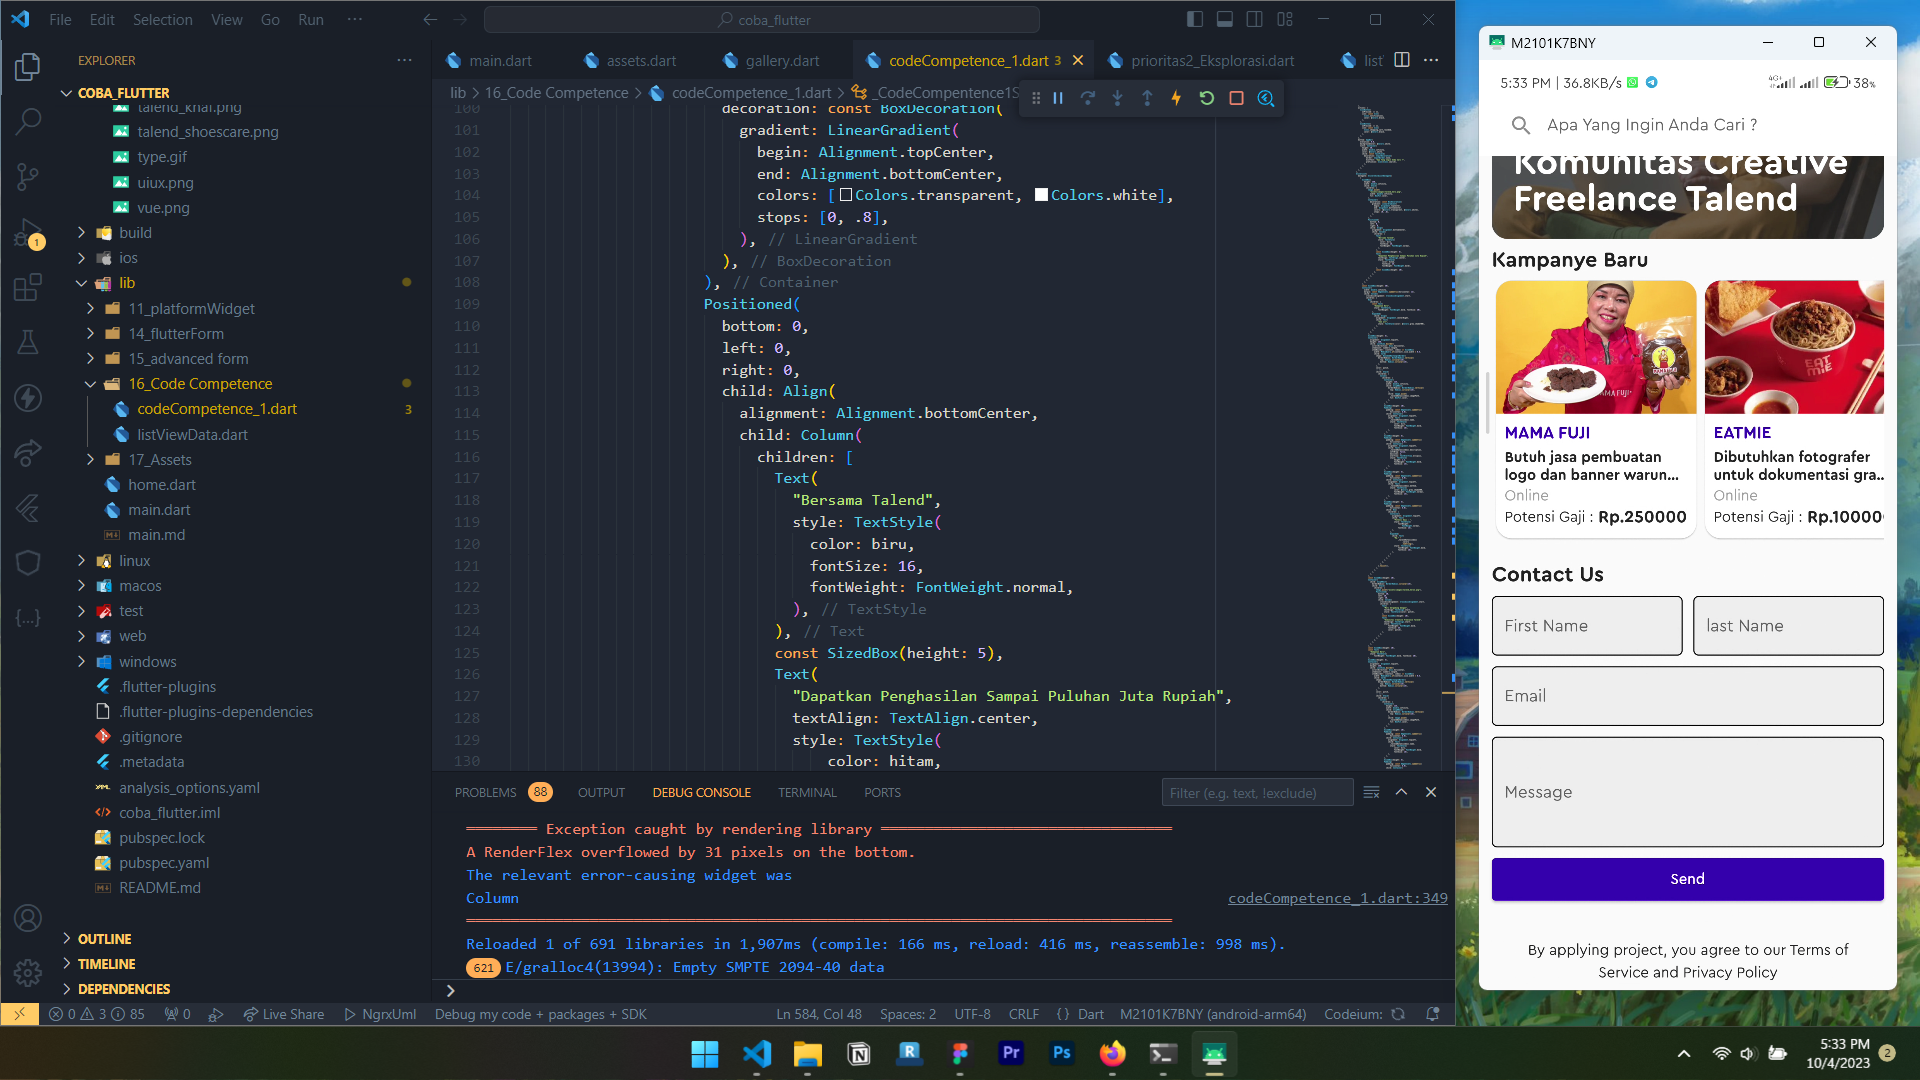 File Edit Selection View Go Run ···
coba_flutter
EXPLORER ···
COBA_FLUTTER
talend_knaf.png
talend_shoescare.png
type.gif
uiux.png
vue.png
build
ios
lib
11_platformWidget
14_flutterForm
15_advanced form
16_Code Competence
codeCompetence_1.dart 3
listViewData.dart
17_Assets
home.dart
main.dart
main.md
linux
macos
test
web
windows
.flutter-plugins
.flutter-plugins-dependencies
.gitignore
.metadata
analysis_options.yaml
coba_flutter.iml
pubspec.lock
pubspec.yaml
README.md
OUTLINE
TIMELINE
DEPENDENCIES
1
main.dart assets.dart gallery.dart codeCompetence_1.dart 3 prioritas2_Eksplorasi.dart list
lib > 16_Code Competence > codeCompetence_1.dart > _CodeCompentence1S
100 decoration: const BoxDecoration(
101 gradient: LinearGradient(
102 begin: Alignment.topCenter,
103 end: Alignment.bottomCenter,
104 colors: [Colors.transparent, Colors.white],
105 stops: [0, .8],
106 ), // LinearGradient
107 ), // BoxDecoration
108 ), // Container
109 Positioned(
110 bottom: 0,
111 left: 0,
112 right: 0,
113 child: Align(
114 alignment: Alignment.bottomCenter,
115 child: Column(
116 children: [
117 Text(
118 "Bersama Talend",
119 style: TextStyle(
120 color: biru,
121 fontSize: 16,
122 fontWeight: FontWeight.normal,
123 ), // TextStyle
124 ), // Text
125 const SizedBox(height: 5),
126 Text(
127 "Dapatkan Penghasilan Sampai Puluhan Juta Rupiah",
128 textAlign: TextAlign.center,
129 style: TextStyle(
130 color: hitam,
PROBLEMS 88 OUTPUT DEBUG CONSOLE TERMINAL PORTS
Filter (e.g. text, !exclude)
════════ Exception caught by rendering library ═════════════════════════════════
A RenderFlex overflowed by 31 pixels on the bottom.
The relevant error-causing widget was
Column codeCompetence_1.dart:349
════════════════════════════════════════════════════════════════════════════════
Reloaded 1 of 691 libraries in 1,907ms (compile: 166 ms, reload: 416 ms, reassemble: 998 ms).
621 E/gralloc4(13994): Empty SMPTE 2094-40 data
>
0 3 85 0 Live Share NgrxUml Debug my code + packages + SDK Ln 584, Col 48 Spaces: 2 UTF-8 CRLF {} Dart M2101K7BNY (android-arm64) Codeium:
M2101K7BNY
5:33 PM | 36.8KB/s 4G+ 38%
Apa Yang Ingin Anda Cari ?
Komunitas Creative
Freelance Talend
Kampanye Baru
MAMA FUJI
EAT
MIE
MAMA FUJI
Butuh jasa pembuatan
logo dan banner warun...
Online
Potensi Gaji : Rp.250000
EATMIE
Dibutuhkan fotografer
untuk dokumentasi gra...
Online
Potensi Gaji : Rp.10000
Contact Us
First Name last Name
Email
Message
Send
By applying project, you agree to our Terms of
Service and Privacy Policy
N R Pr Ps
5:33 PM
10/4/2023
2